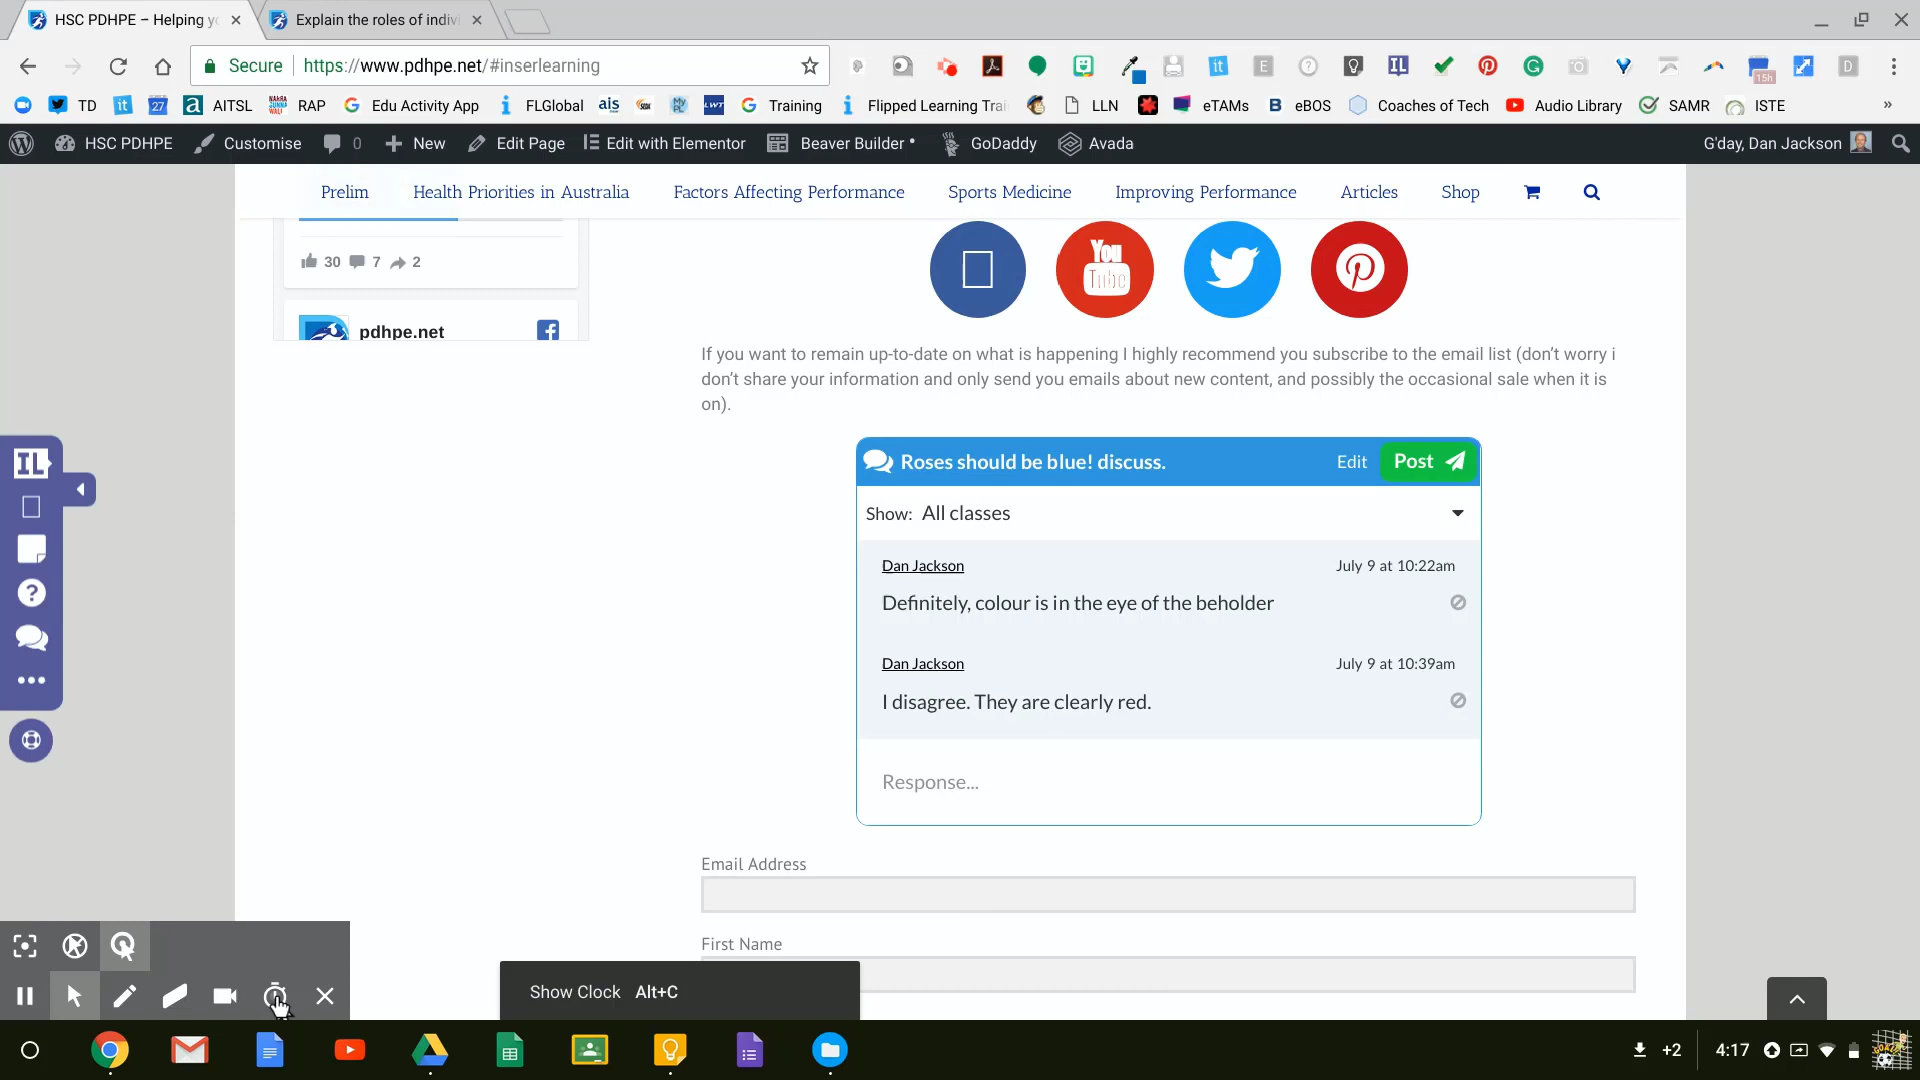 HSC PDHPE – Helping yo
Explain the roles of indivi
Secure https://www.pdhpe.net/#inserlearning
15h
TD
27
AITSL
RAP
Edu Activity App
FLGlobal
ais
LWT
Training
Flipped Learning Trai
LLN
eTAMs
B
eBOS
Coaches of Tech
Audio Library
SAMR
ISTE
»
HSC PDHPE
Customise
0
New
Edit Page
Edit with Elementor
Beaver Builder
GoDaddy
Avada
G'day, Dan Jackson
Prelim
Health Priorities in Australia
Factors Affecting Performance
Sports Medicine
Improving Performance
Articles
Shop
30 7 2
pdhpe.net
You
Tube
If you want to remain up-to-date on what is happening I highly recommend you subscribe to the email list (don’t worry i
don’t share your information and only send you emails about new content, and possibly the occasional sale when it is
on).
IL
Roses should be blue! discuss.
Edit
Post
Show: All classes
Dan Jackson July 9 at 10:22am
Definitely, colour is in the eye of the beholder
Dan Jackson July 9 at 10:39am
I disagree. They are clearly red.
Response...
Email Address
First Name
Show Clock Alt+C
+2
4:17